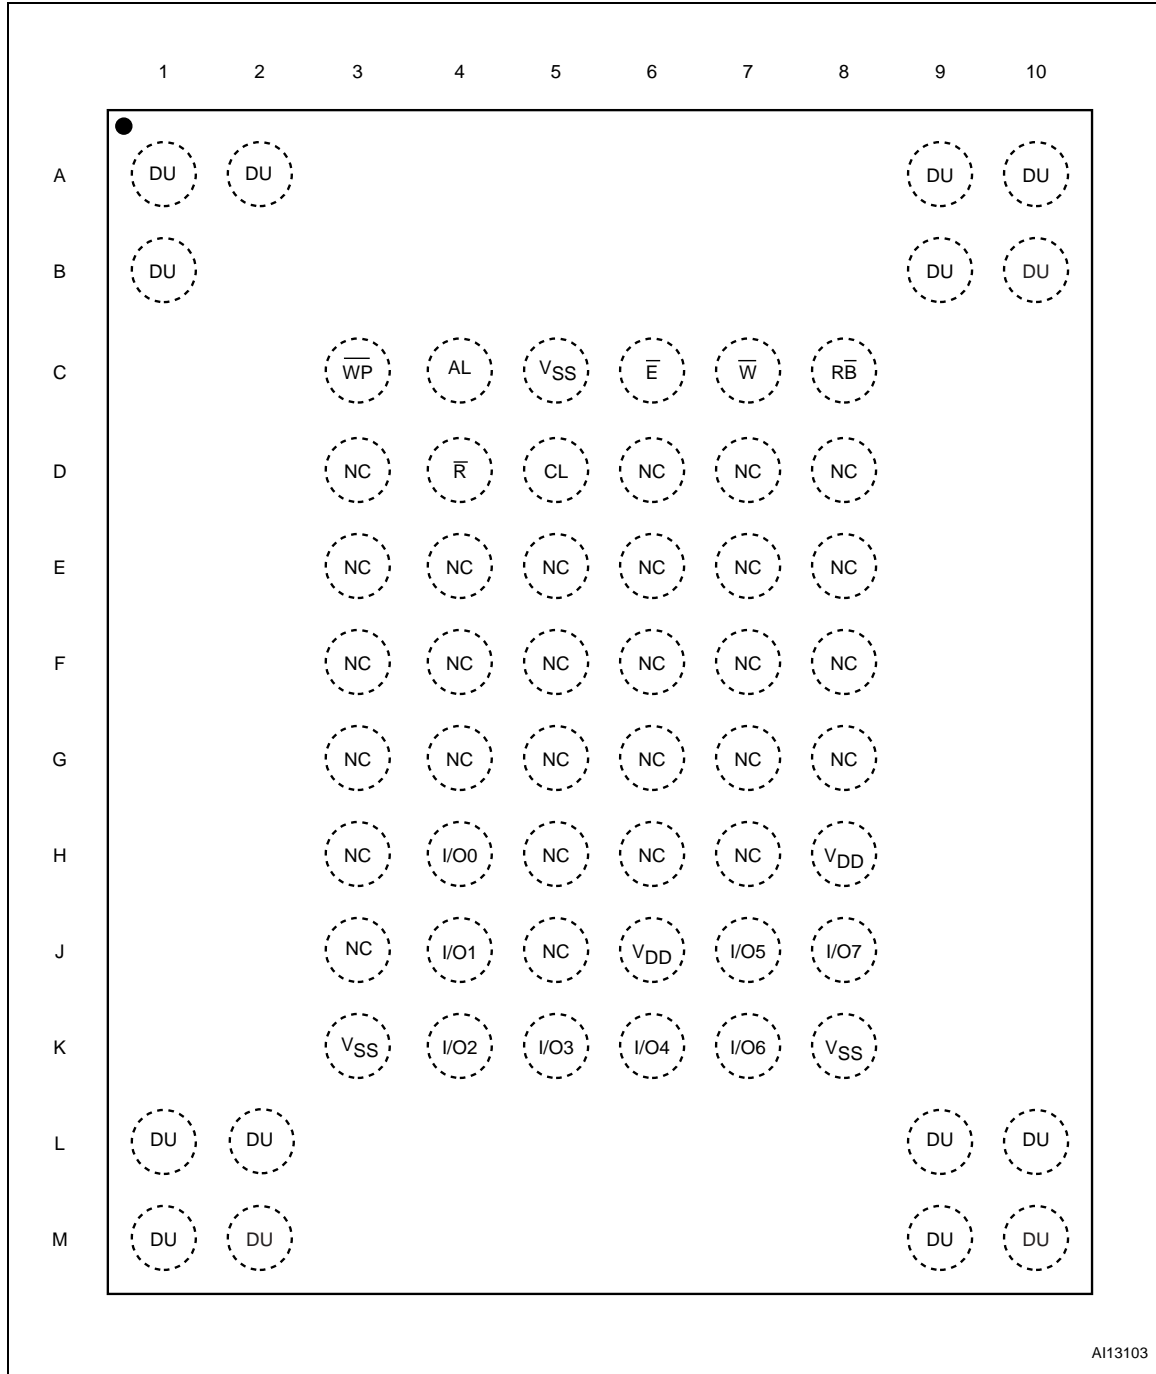 1 2 3 4 5 6 7 8 9 10
A DU DU DU DU
B DU DU DU
C W̅P̅ AL VSS E̅ W̅ RB̅
D NC R̅ CL NC NC NC
E NC NC NC NC NC NC
F NC NC NC NC NC NC
G NC NC NC NC NC NC
H NC I/O0 NC NC NC VDD
J NC I/O1 NC VDD I/O5 I/O7
K VSS I/O2 I/O3 I/O4 I/O6 VSS
L DU DU DU DU
M DU DU DU DU
AI13103